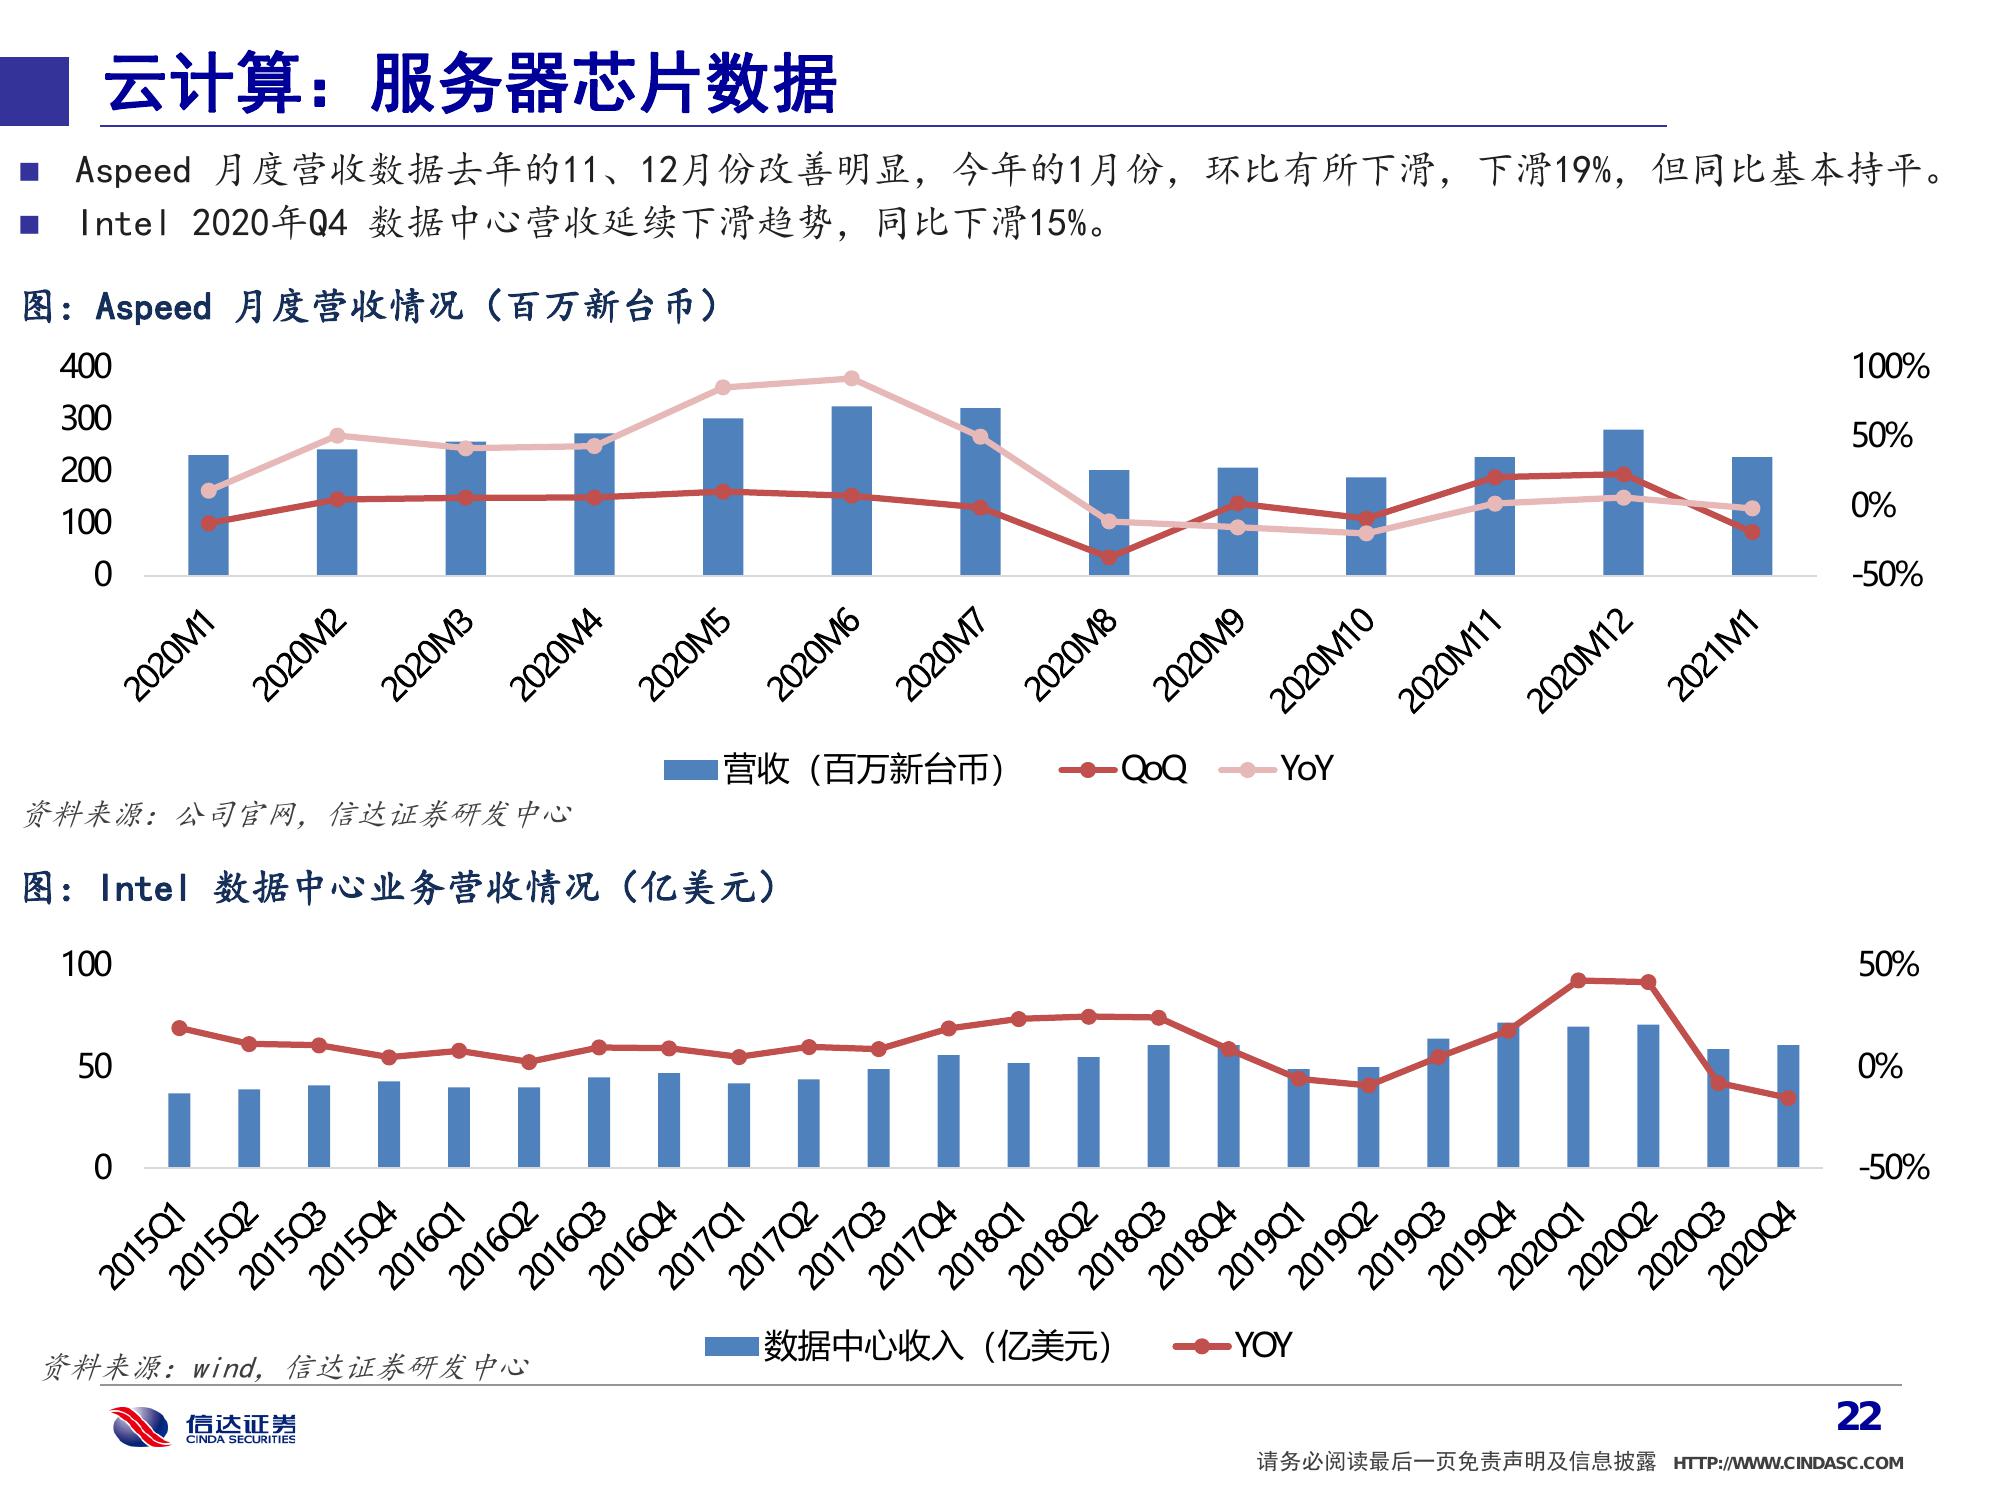 云计算：服务器芯片数据
■ Aspeed 月度营收数据去年的11、12月份改善明显，今年的1月份，环比有所下滑，下滑19%，但同比基本持平。
■ Intel 2020年Q4 数据中心营收延续下滑趋势，同比下滑15%。
图：Aspeed 月度营收情况（百万新台币）
400
300
200
100
0
100%
50%
0%
-50%
2020M1
2020M2
2020M3
2020M4
2020M5
2020M6
2020M7
2020M8
2020M9
2020M10
2020M11
2020M12
2021M1
营收（百万新台币） QoQ YoY
资料来源：公司官网，信达证券研发中心
图：Intel 数据中心业务营收情况（亿美元）
100
50
0
50%
0%
-50%
2015Q1
2015Q2
2015Q3
2015Q4
2016Q1
2016Q2
2016Q3
2016Q4
2017Q1
2017Q2
2017Q3
2017Q4
2018Q1
2018Q2
2018Q3
2018Q4
2019Q1
2019Q2
2019Q3
2019Q4
2020Q1
2020Q2
2020Q3
2020Q4
数据中心收入（亿美元） YOY
资料来源：wind，信达证券研发中心
信达证券
CINDA SECURITIES
22
请务必阅读最后一页免责声明及信息披露 HTTP://WWW.CINDASC.COM